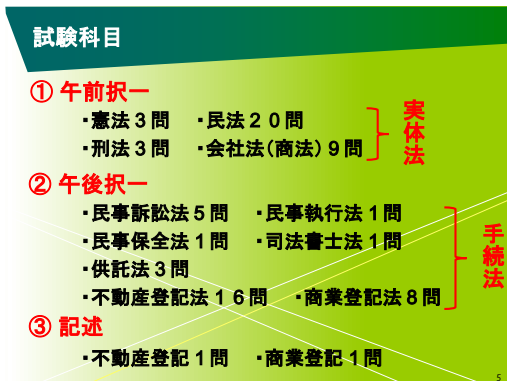 試験科目
① 午前択一
・憲法３問　・民法２０問
・刑法３問　・会社法（商法）９問
実体法
② 午後択一
・民事訴訟法５問　・民事執行法１問
・民事保全法１問　・司法書士法１問
・供託法３問
・不動産登記法１６問　・商業登記法８問
手続法
③ 記述
・不動産登記１問　・商業登記１問
5